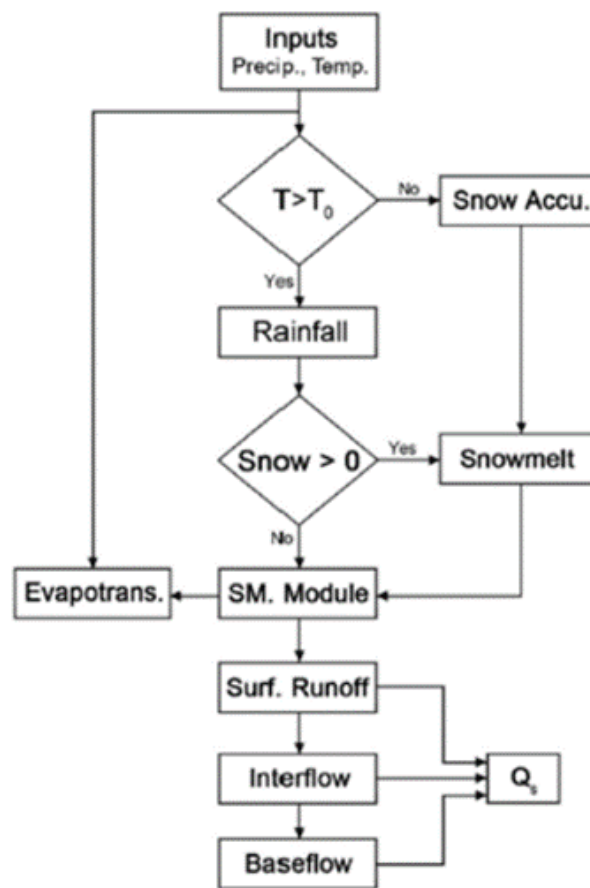 Inputs
Precip., Temp.
T>T0
No
Snow Accu.
Yes
Rainfall
Snow > 0
Yes
Snowmelt
No
Evapotrans.
SM. Module
Surf. Runoff
Interflow
Qs
Baseflow